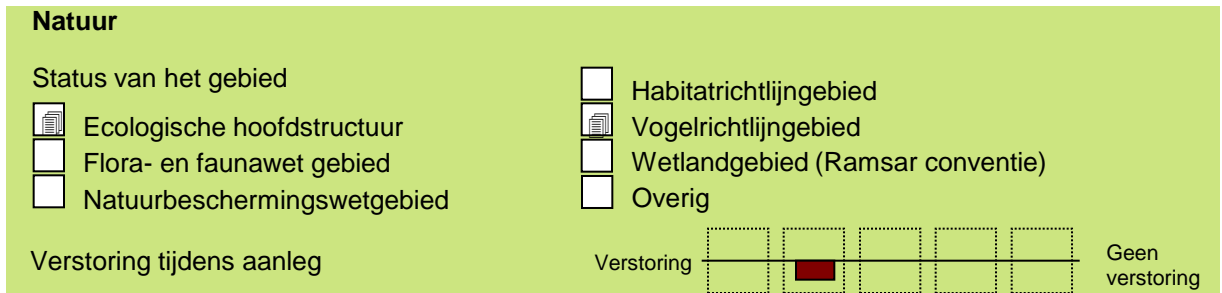 Natuur
Status van het gebied
Ecologische hoofdstructuur
Flora- en faunawet gebied
Natuurbeschermingswetgebied
Habitatrichtlijngebied
Vogelrichtlijngebied
Wetlandgebied (Ramsar conventie)
Overig
Verstoring tijdens aanleg
Verstoring
Geen
verstoring